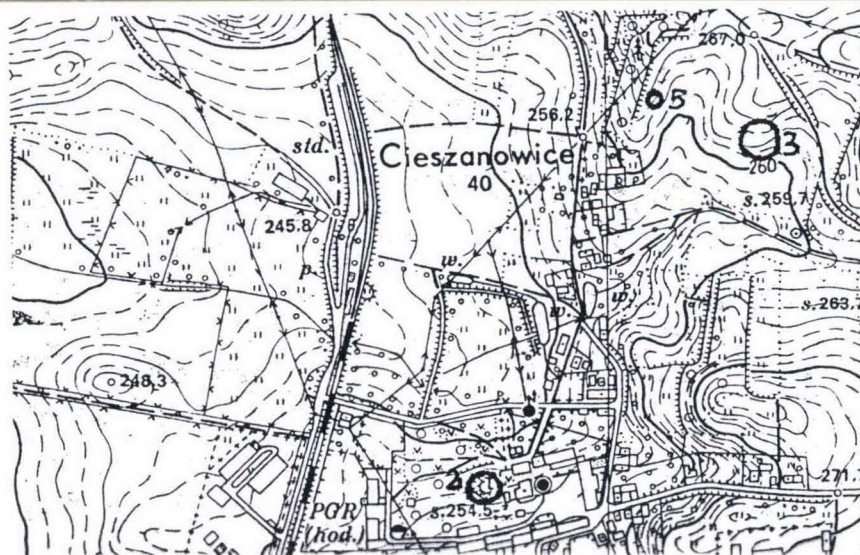 267.0
5
256.2
3
std.
Cieszanowice
260
40
s.259.7
245.8
p.
w.
w.
w.
s.263.
248.3
2
271.
PGR
s.254.5
(hod.)